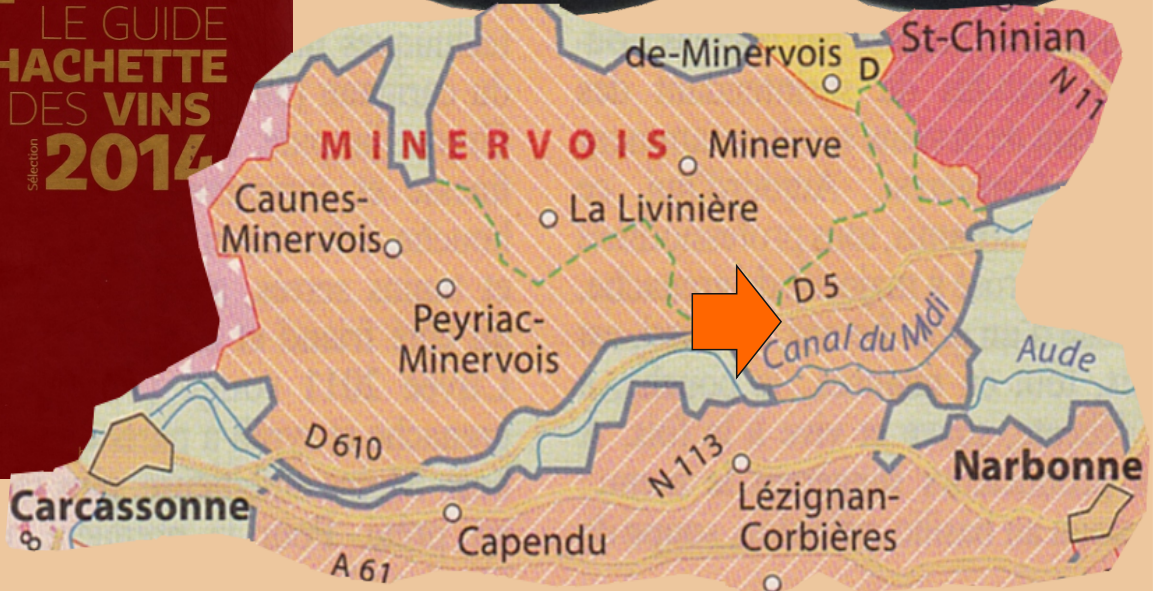 LE GUIDE
HACHETTE
DES VINS
Sélection
2014
de-Minervois
D
St-Chinian
N 11
MINERVOIS
Minerve
Caunes-
Minervois
La Livinière
Peyriac-
Minervois
D 5
Canal du Mdi
Aude
D 610
N 113
Narbonne
Carcassonne
Lézignan-
Corbières
Capendu
A 61